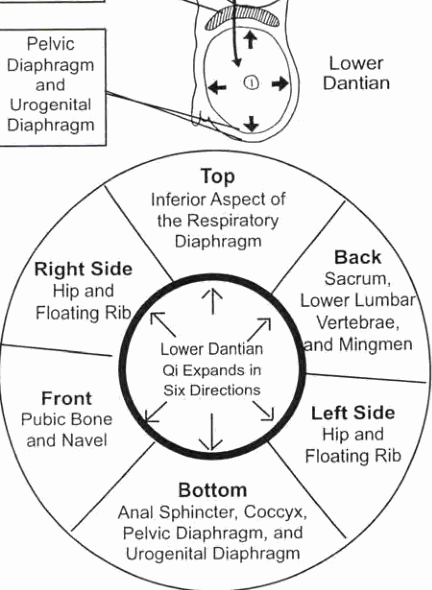 Pelvic
Diaphragm
and
Urogenital
Diaphragm
1
Lower
Dantian
Top
Inferior Aspect of
the Respiratory
Diaphragm
Back
Sacrum,
Lower Lumbar
Vertebrae,
and Mingmen
Right Side
Hip and
Floating Rib
Lower Dantian
Qi Expands in
Six Directions
Front
Pubic Bone
and Navel
Left Side
Hip and
Floating Rib
Bottom
Anal Sphincter, Coccyx,
Pelvic Diaphragm, and
Urogenital Diaphragm